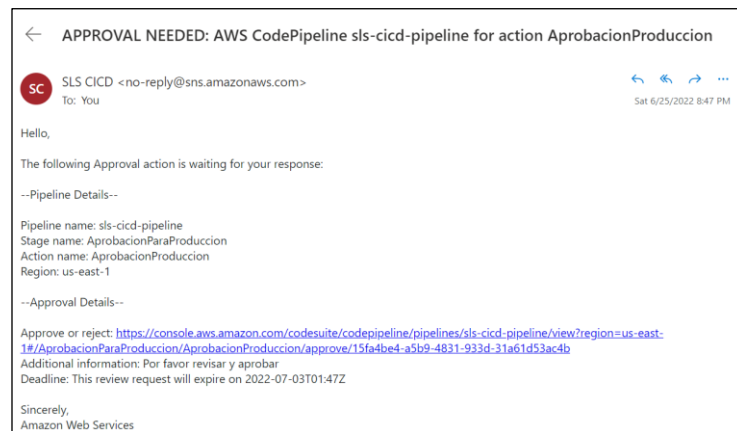 APPROVAL NEEDED: AWS CodePipeline sls-cicd-pipeline for action AprobacionProduccion
SC
SLS CICD <no-reply@sns.amazonaws.com>
To: You
Sat 6/25/2022 8:47 PM
Hello,
The following Approval action is waiting for your response:
--Pipeline Details--
Pipeline name: sls-cicd-pipeline
Stage name: AprobacionParaProduccion
Action name: AprobacionProduccion
Region: us-east-1
--Approval Details--
Approve or reject: https://console.aws.amazon.com/codesuite/codepipeline/pipelines/sls-cicd-pipeline/view?region=us-east-
1#/AprobacionParaProduccion/AprobacionProduccion/approve/15fa4be4-a5b9-4831-933d-31a61d53ac4b
Additional information: Por favor revisar y aprobar
Deadline: This review request will expire on 2022-07-03T01:47Z
Sincerely,
Amazon Web Services